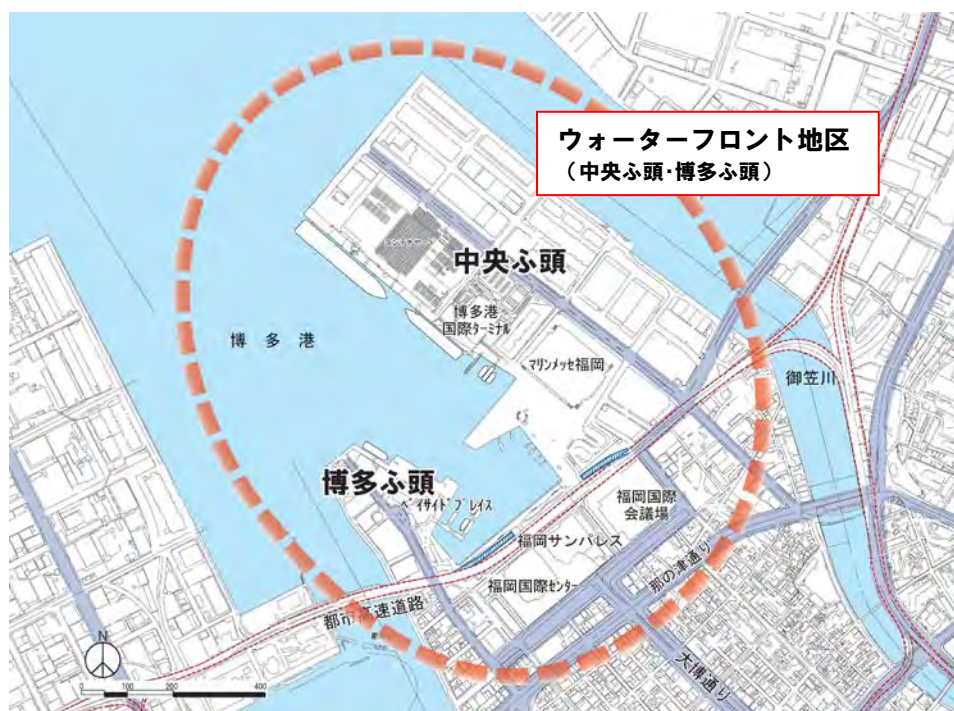 ウォーターフロント地区
（中央ふ頭・博多ふ頭）
中央ふ頭
博多港
国際ターミナル
博多港
マリンメッセ福岡
御笠川
博多ふ頭
ベイサイドプレイス
福岡国際
会議場
福岡サンパレス
那の津通り
福岡国際センター
都市高速道路
大博通り
N
0 100 200 400